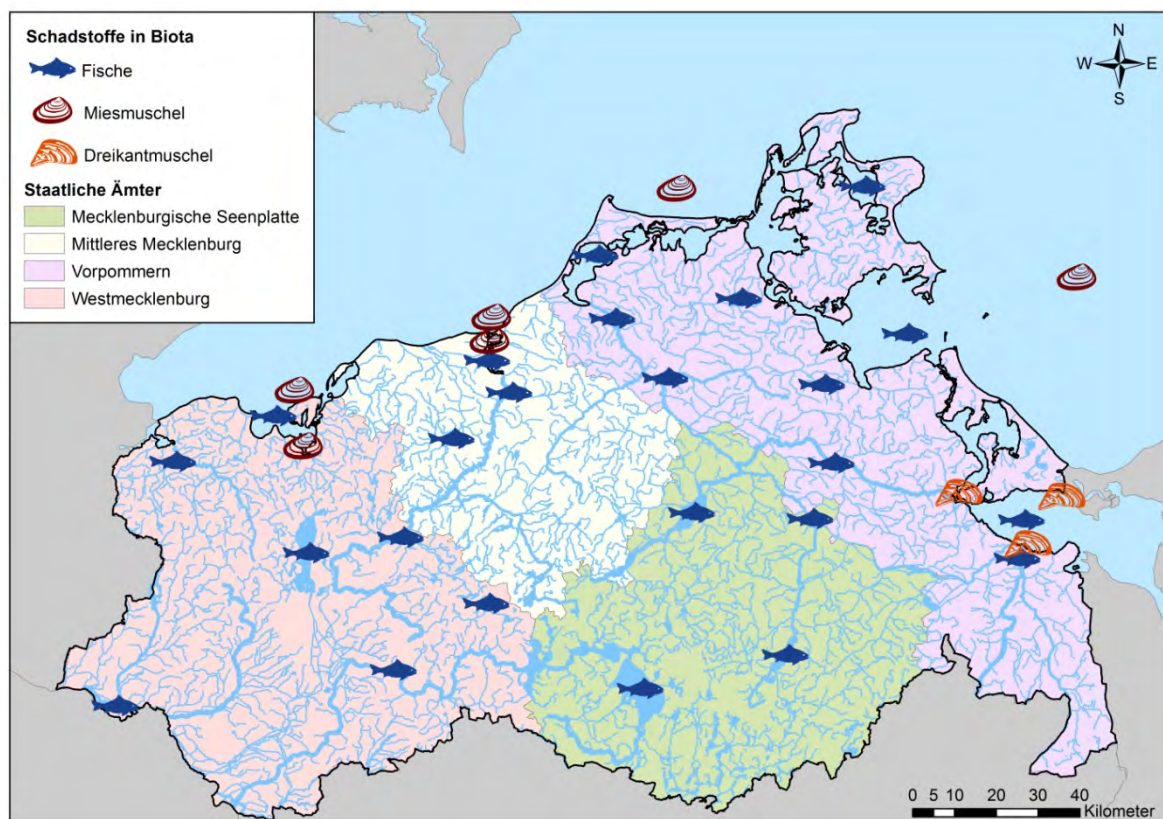 Schadstoffe in Biota
Fische
Miesmuschel
Dreikantmuschel
Staatliche Ämter
Mecklenburgische Seenplatte
Mittleres Mecklenburg
Vorpommern
Westmecklenburg
N
W E
S
0 5 10 20 30 40
Kilometer